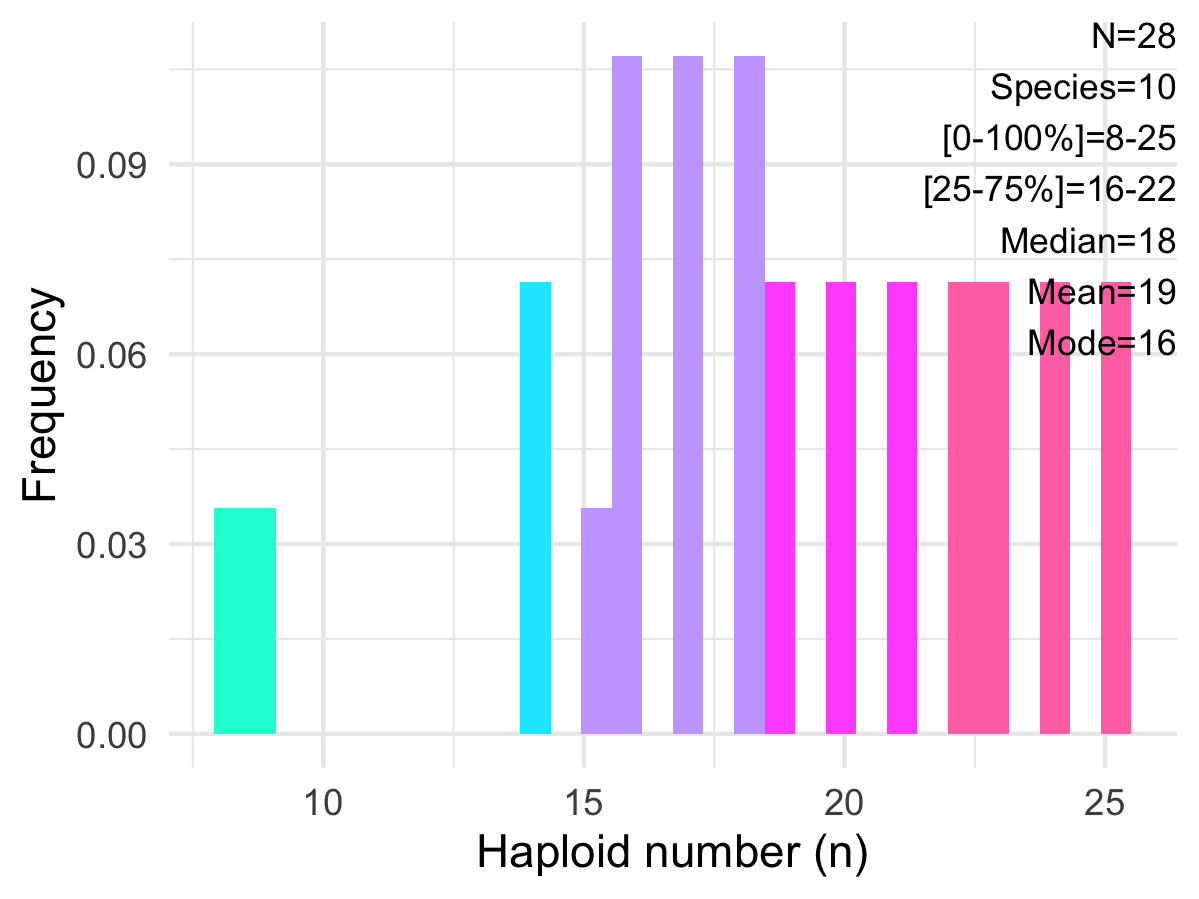 N=28
Species=10
[0-100%]=8-25
[25-75%]=16-22
Median=18
Mean=19
Mode=16
Frequency
0.09
0.06
0.03
0.00
10 15 20 25
Haploid number (n)